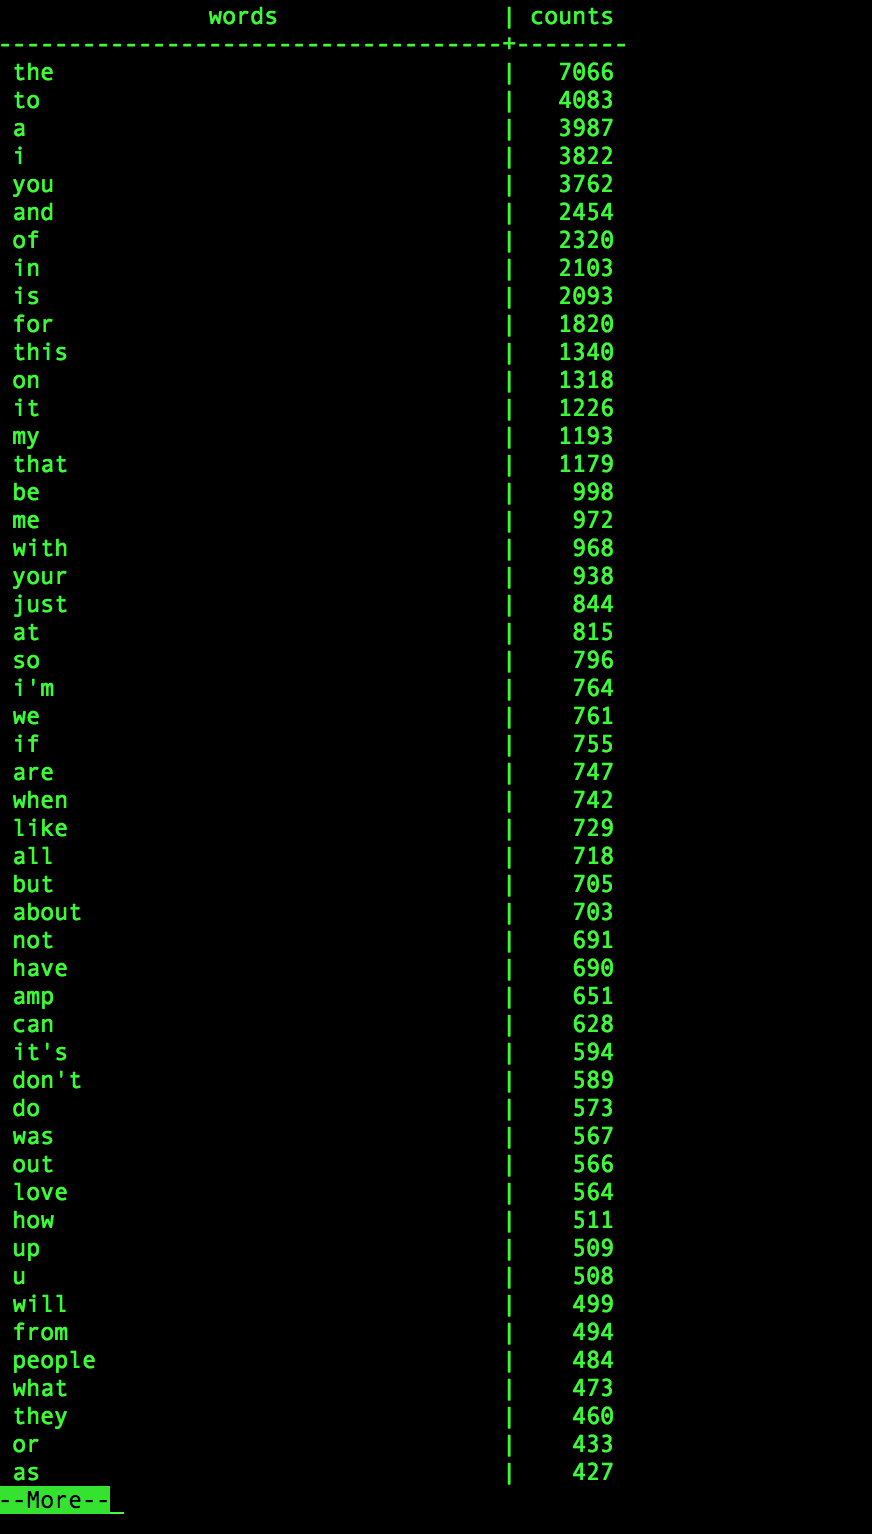 words | counts
------------------------------------+--------
the | 7066
to | 4083
a | 3987
i | 3822
you | 3762
and | 2454
of | 2320
in | 2103
is | 2093
for | 1820
this | 1340
on | 1318
it | 1226
my | 1193
that | 1179
be | 998
me | 972
with | 968
your | 938
just | 844
at | 815
so | 796
i'm | 764
we | 761
if | 755
are | 747
when | 742
like | 729
all | 718
but | 705
about | 703
not | 691
have | 690
amp | 651
can | 628
it's | 594
don't | 589
do | 573
was | 567
out | 566
love | 564
how | 511
up | 509
u | 508
will | 499
from | 494
people | 484
what | 473
they | 460
or | 433
as | 427
--More--